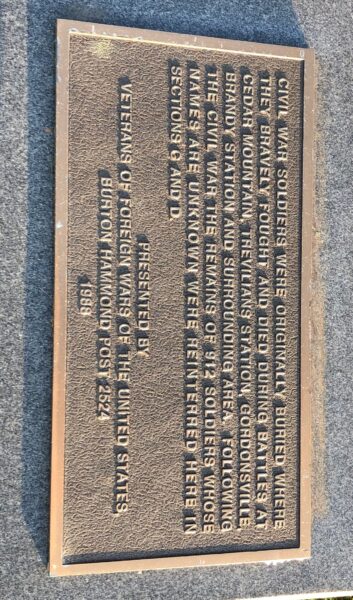 CIVIL WAR SOLDIERS WERE ORIGINALLY BURIED WHERE
THEY BRAVELY FOUGHT AND DIED DURING BATTLES AT
CEDAR MOUNTAIN, TREVILIANS STATION, GORDONSVILLE,
BRANDY STATION AND SURROUNDING AREA. FOLLOWING
THE CIVIL WAR THE REMAINS OF 912 SOLDIERS WHOSE
NAMES ARE UNKNOWN WERE REINTERRED HERE IN
SECTIONS C AND D.
PRESENTED BY
VETERANS OF FOREIGN WARS OF THE UNITED STATES,
BURTON HAMMOND POST 2524
1988